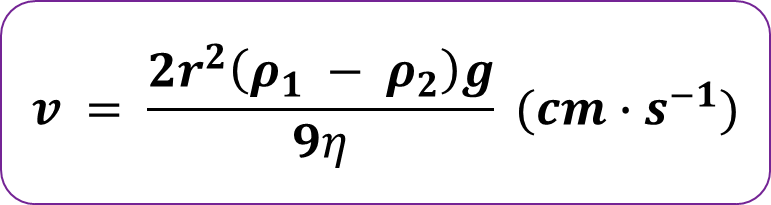 v = 2r²(ρ₁ − ρ₂)g / 9η (cm · s⁻¹)